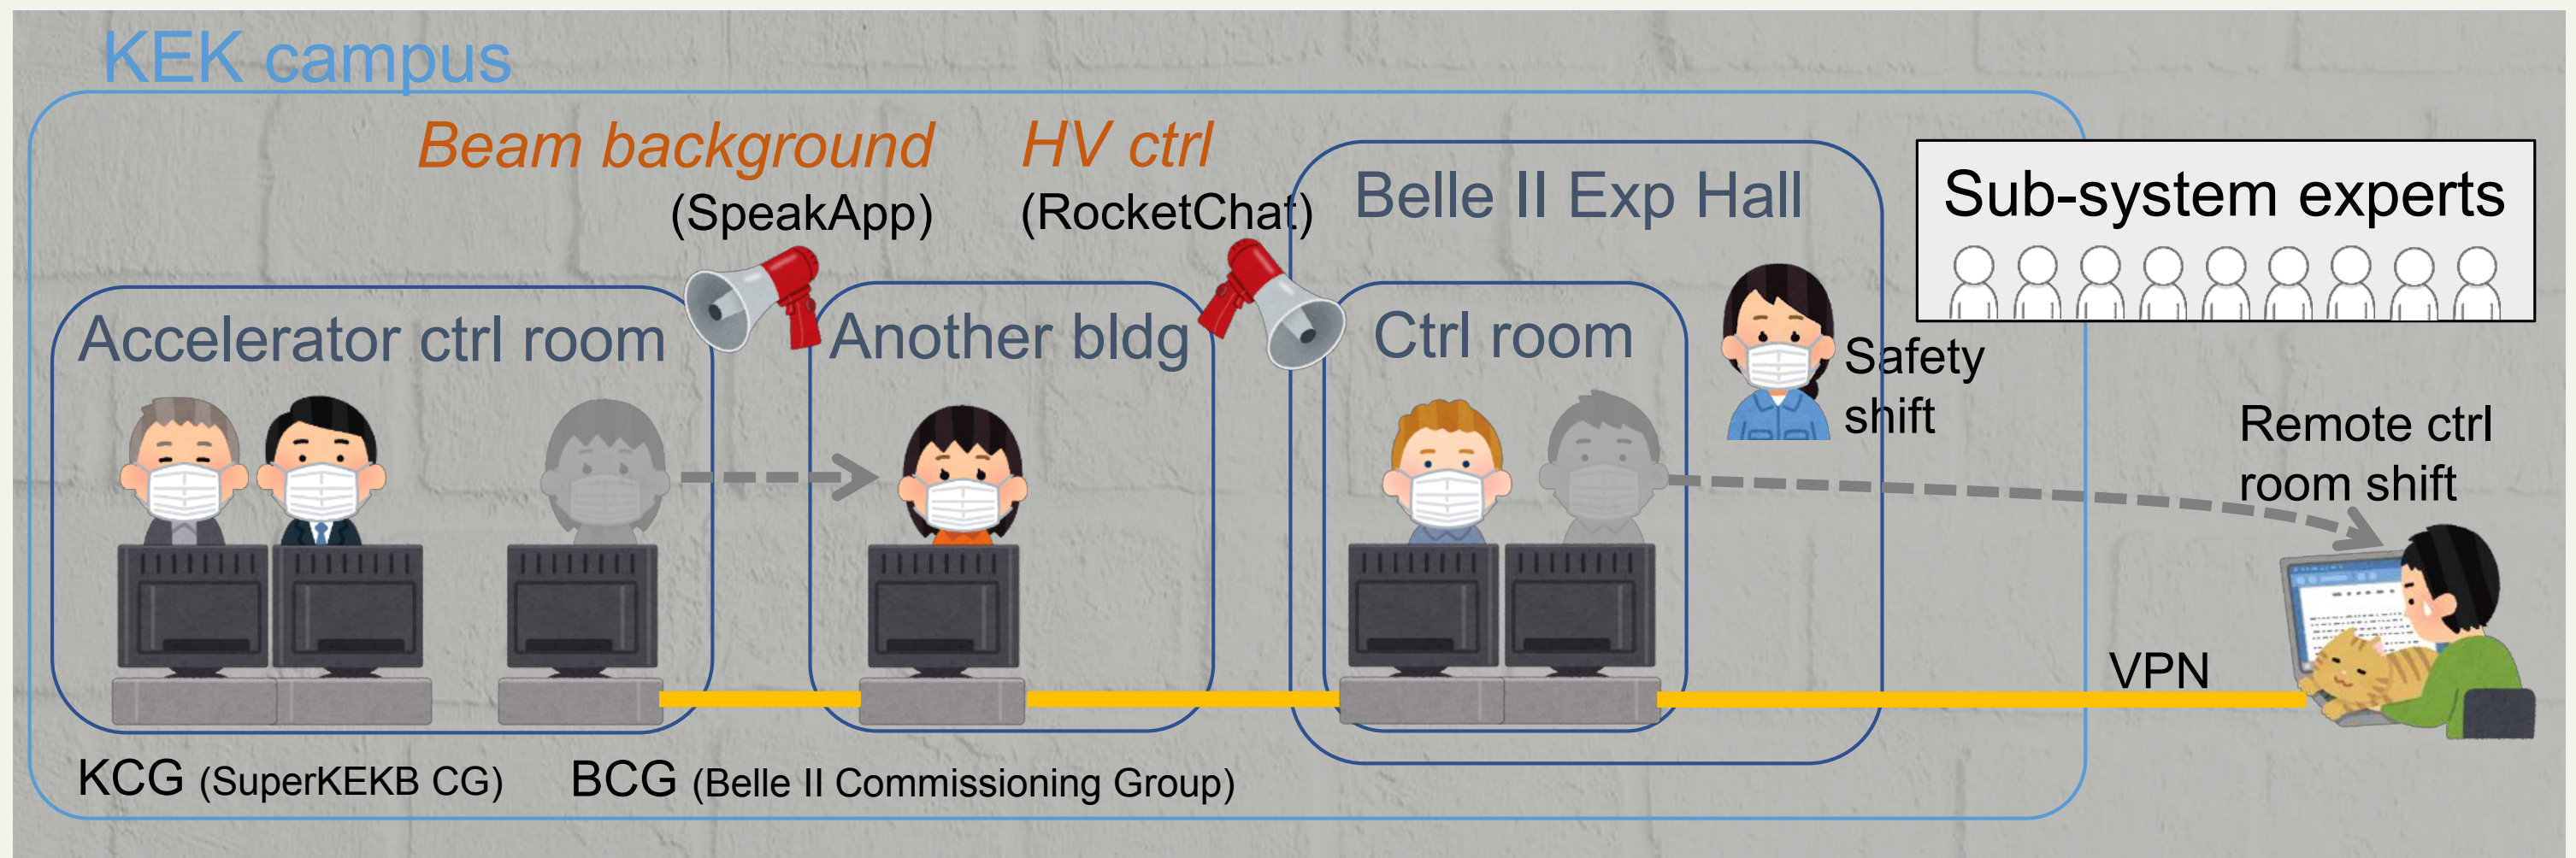 KEK campus
Beam background
(SpeakApp)
HV ctrl
(RocketChat)
Belle II Exp Hall
Sub-system experts
Accelerator ctrl room
Another bldg
Ctrl room
Safety
shift
Remote ctrl
room shift
VPN
KCG (SuperKEKB CG)
BCG (Belle II Commissioning Group)